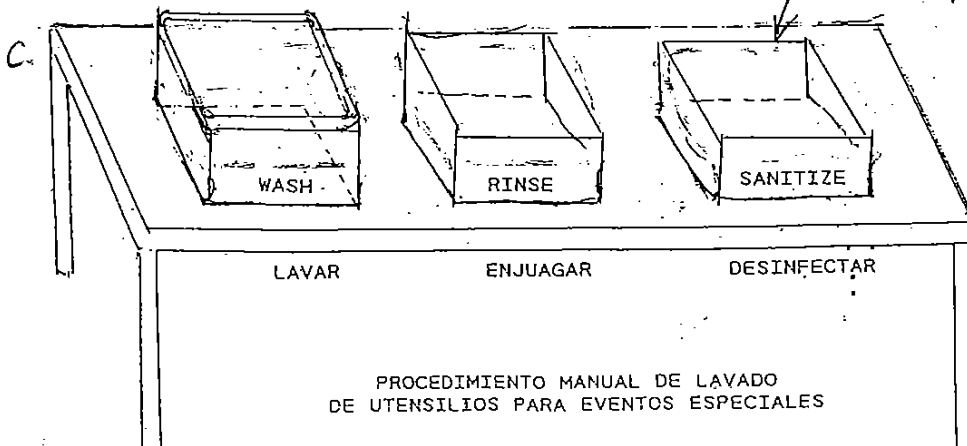 C.
WASH RINSE SANITIZE
LAVAR ENJUAGAR DESINFECTAR
PROCEDIMIENTO MANUAL DE LAVADO
DE UTENSILIOS PARA EVENTOS ESPECIALES